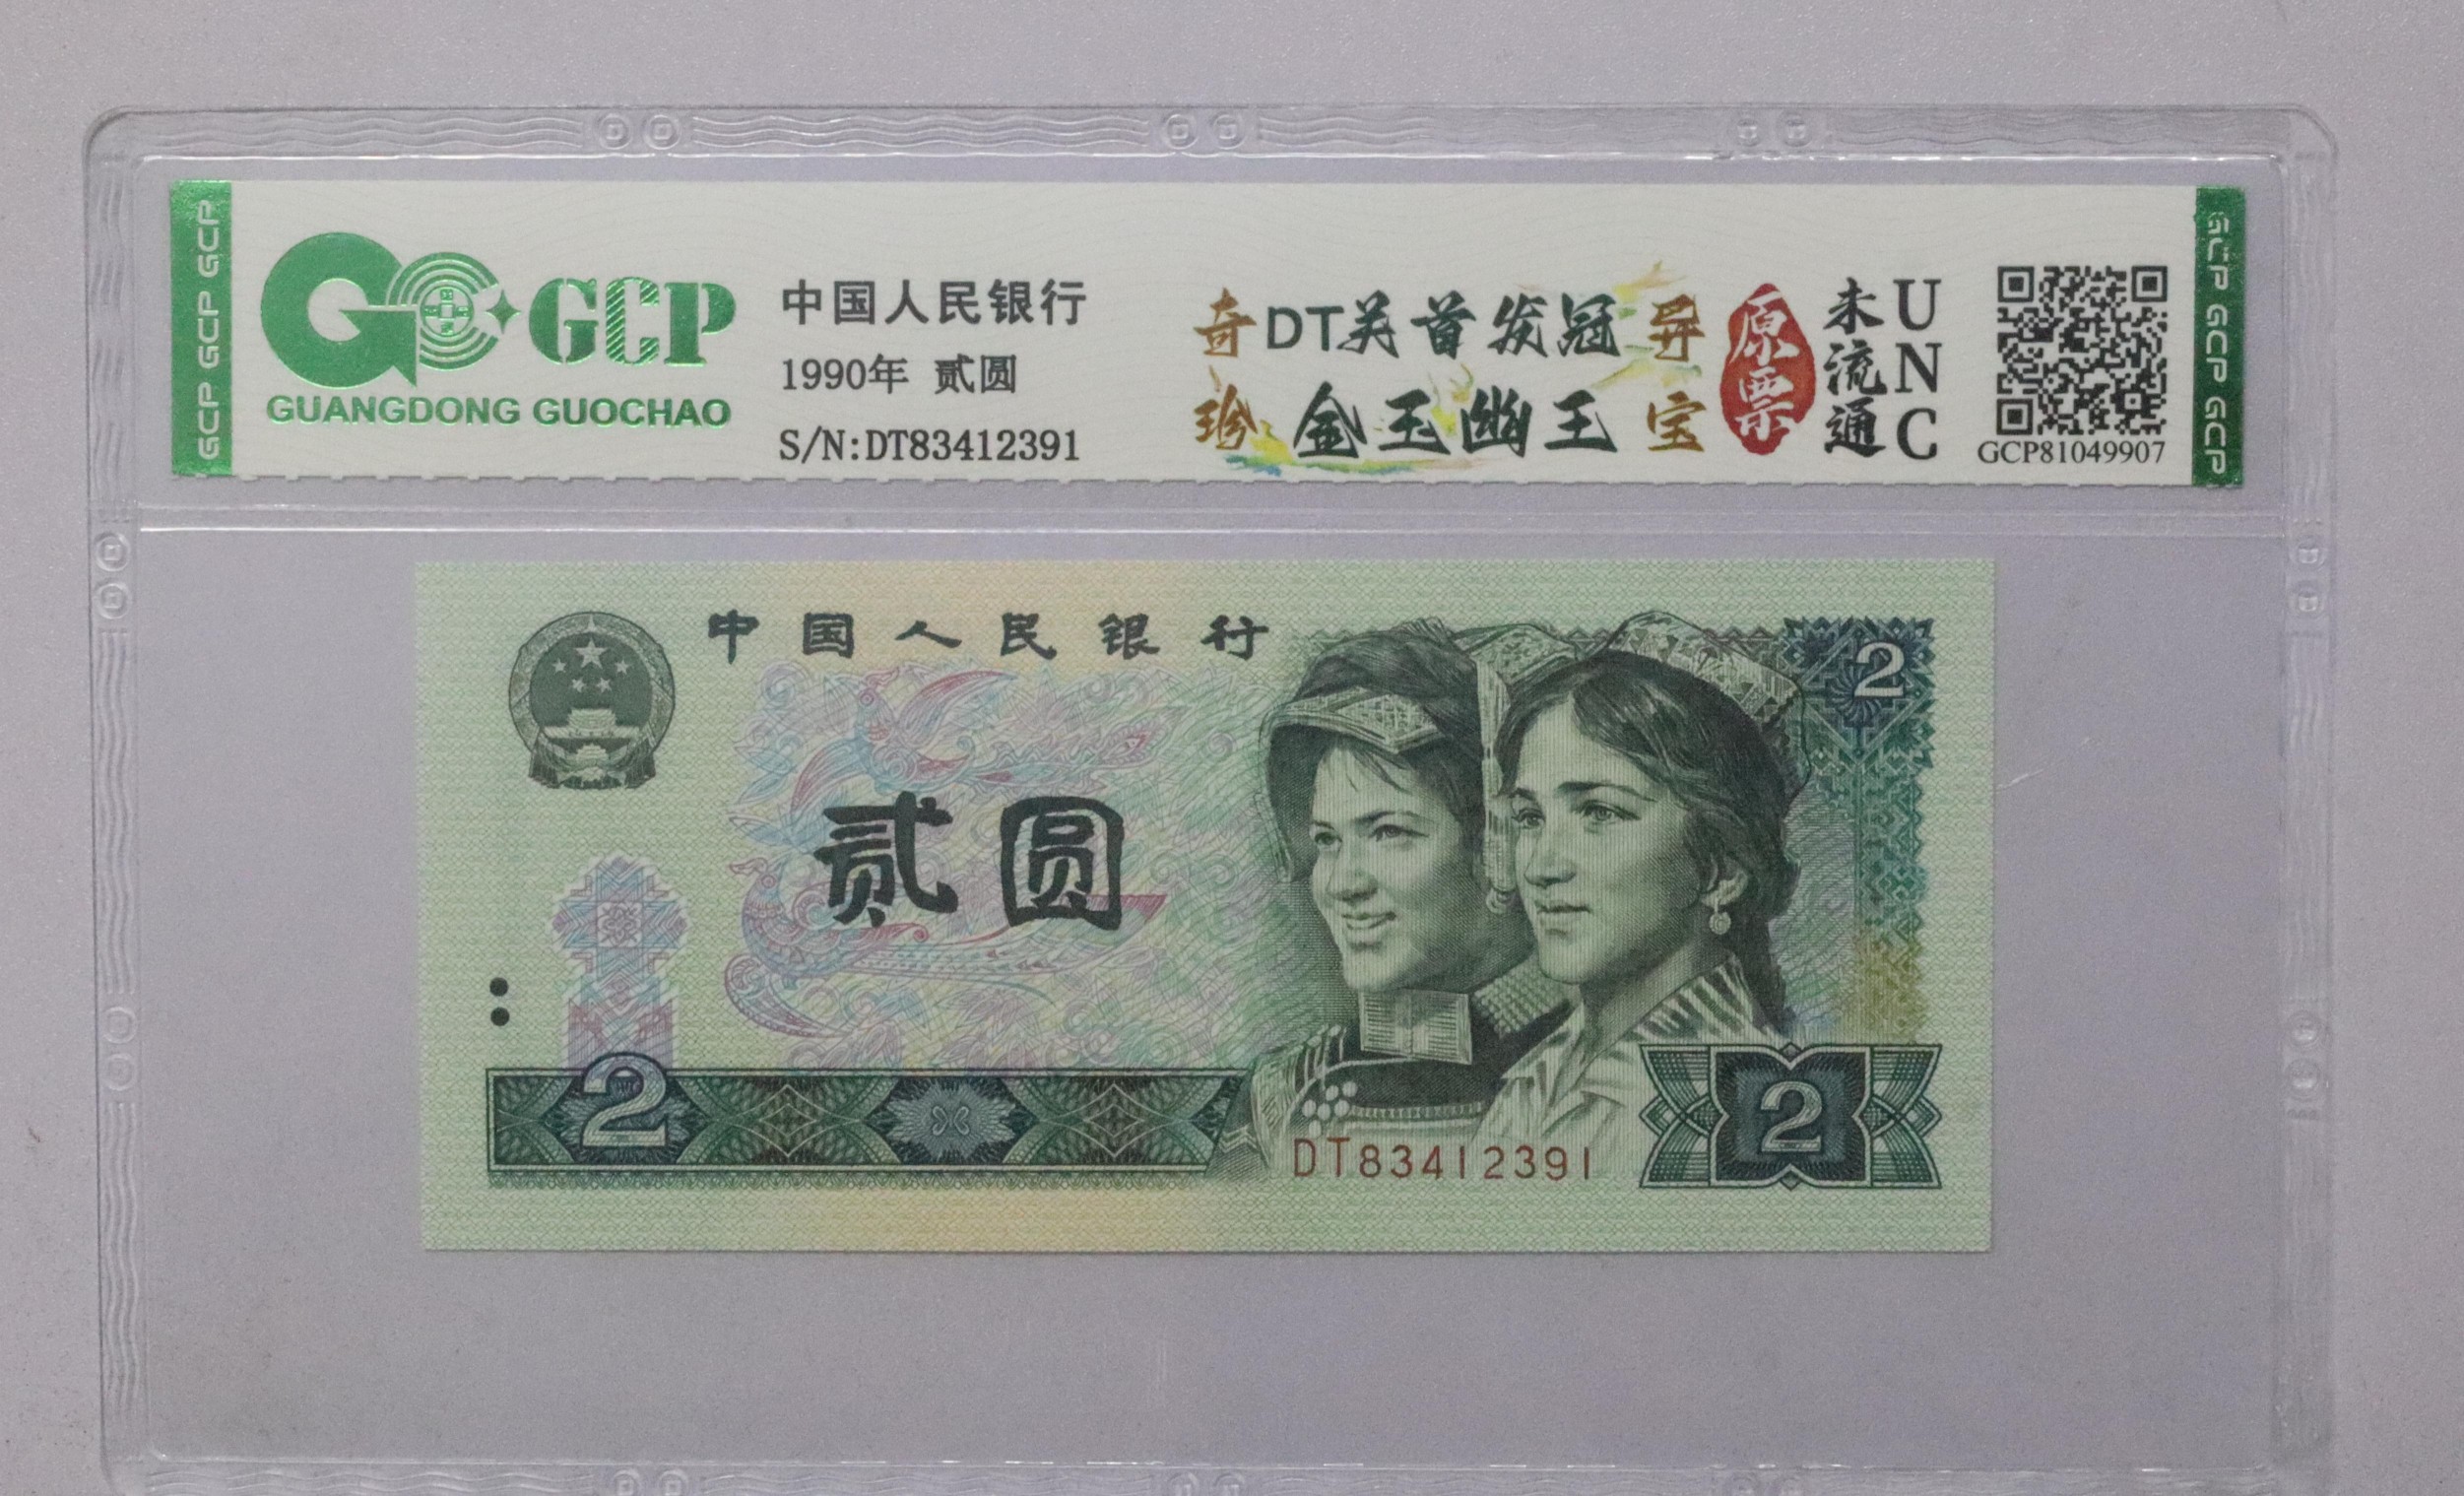 GCP GCP GCP
GCP
GUANGDONG GUOCHAO
中国人民银行
1990年 贰圆
S/N:DT83412391
奇珍异宝
DT关首发冠
金玉幽王
原票
未流通
UNC
GCP81049907
GCP GCP GCP
中国人民银行
2
贰圆
2
DT83412391
2